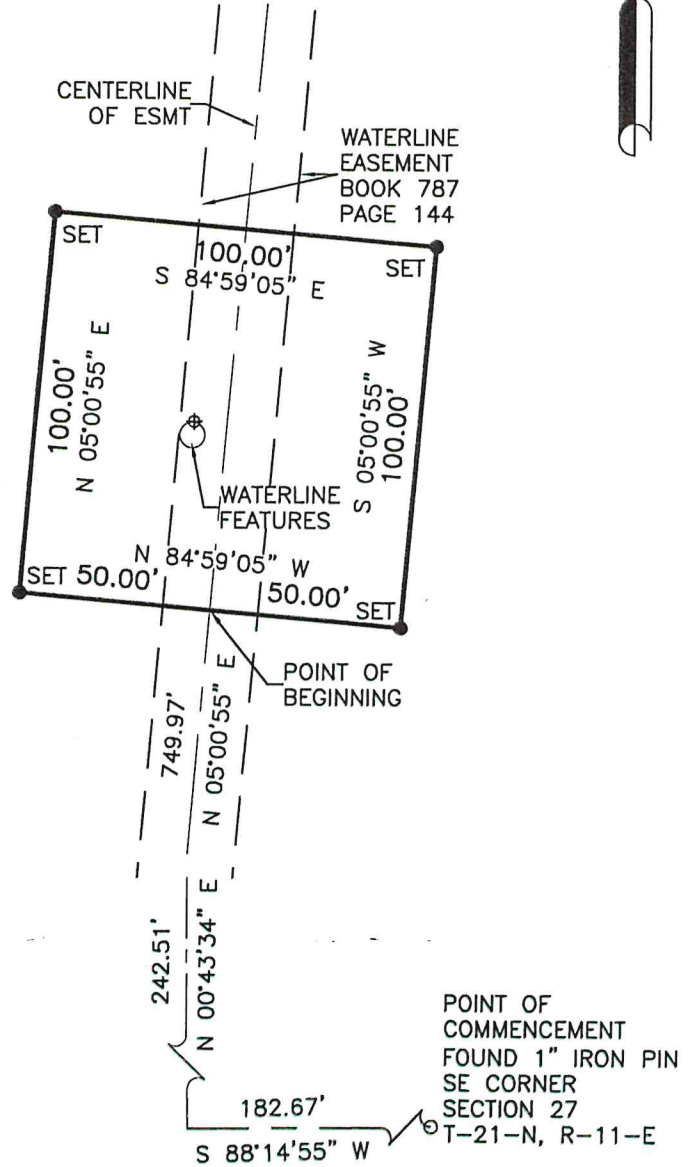 CENTERLINE
OF ESMT
WATERLINE
EASEMENT
BOOK 787
PAGE 144
SET
100.00'
S 84°59'05" E
SET
100.00'
N 05°00'55" E
S 05°00'55" W
100.00'
WATERLINE
FEATURES
N 84°59'05" W
SET 50.00'
50.00' SET
POINT OF
BEGINNING
749.97'
N 05°00'55" E
242.51'
N 00°43'34" E
POINT OF
COMMENCEMENT
FOUND 1" IRON PIN
SE CORNER
SECTION 27
T-21-N, R-11-E
182.67'
S 88°14'55" W